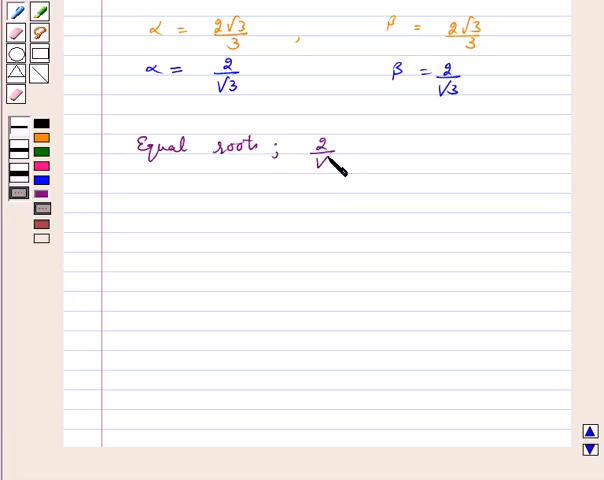 α = 2√3/3 , β = 2√3/3
α = 2/√3 β = 2/√3
Equal roots; 2/√